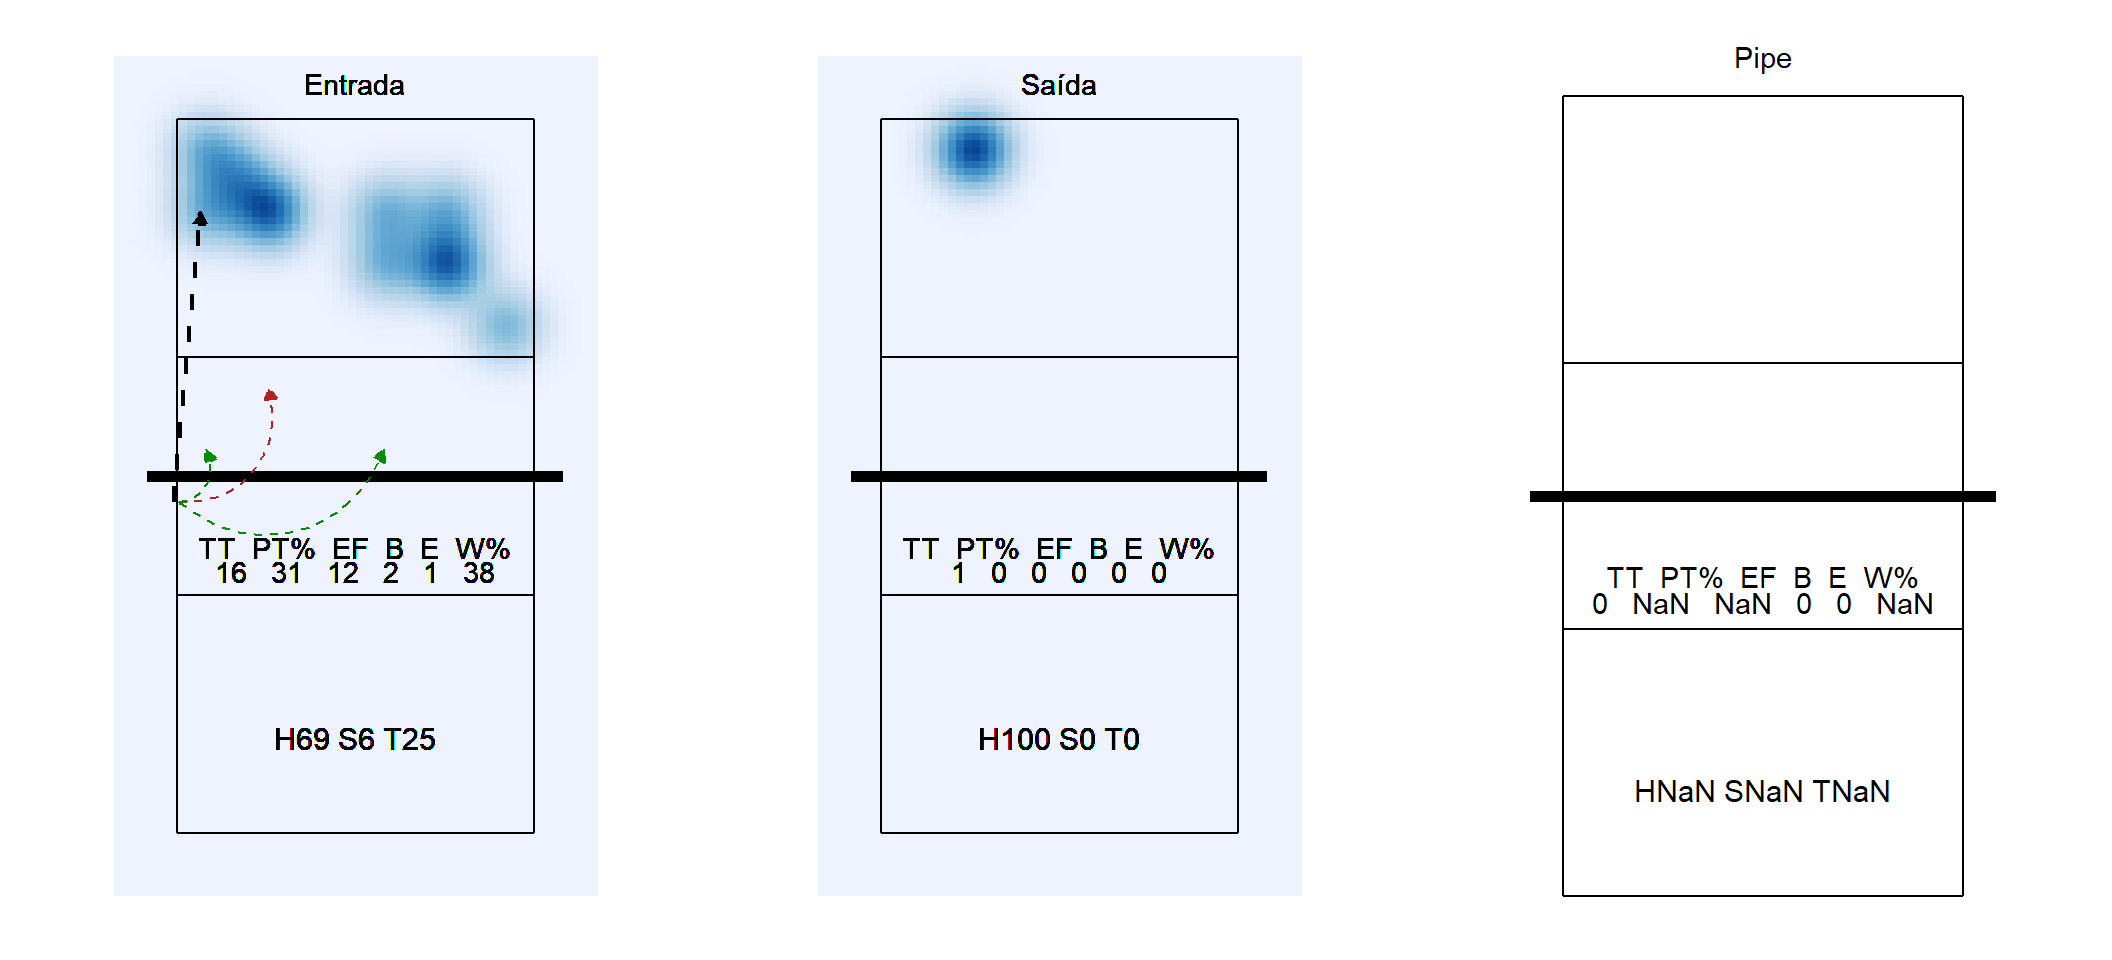 Entrada
TT PT% EF B E W%
16 31 12 2 1 38
H69 S6 T25
Saída
TT PT% EF B E W%
1 0 0 0 0 0
H100 S0 T0
Pipe
TT PT% EF B E W%
0 NaN NaN 0 0 NaN
HNaN SNaN TNaN